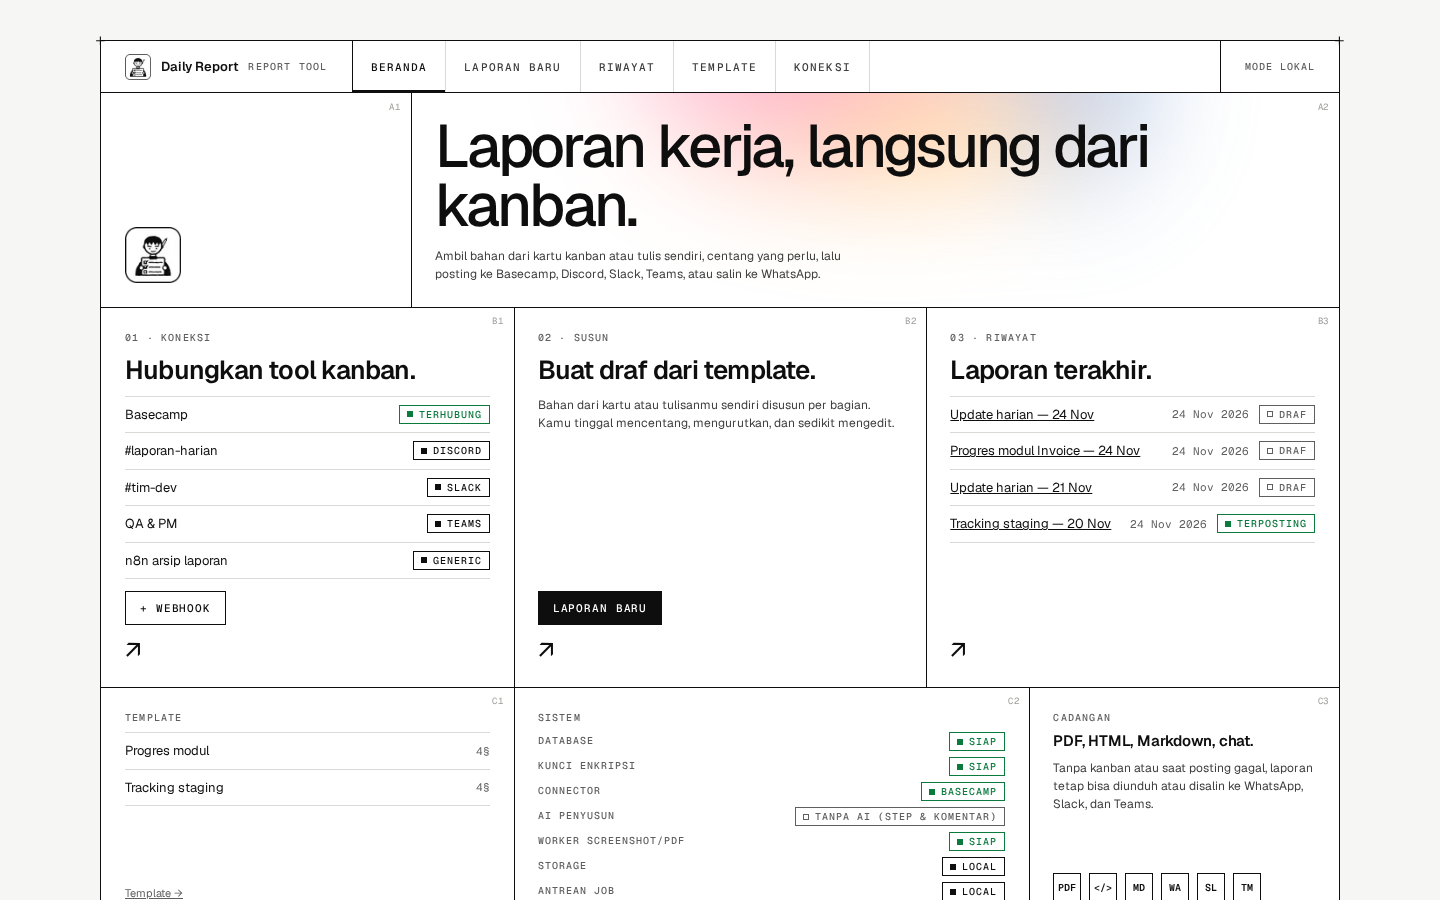 Daily Report REPORT TOOL
BERANDA
LAPORAN BARU
RIWAYAT
TEMPLATE
KONEKSI
MODE LOKAL
A1
A2
Laporan kerja, langsung dari
kanban.
Ambil bahan dari kartu kanban atau tulis sendiri, centang yang perlu, lalu
posting ke Basecamp, Discord, Slack, Teams, atau salin ke WhatsApp.
B1
01 · KONEKSI
Hubungkan tool kanban.
Basecamp TERHUBUNG
#laporan-harian DISCORD
#tim-dev SLACK
QA & PM TEAMS
n8n arsip laporan GENERIC
+ WEBHOOK
B2
02 · SUSUN
Buat draf dari template.
Bahan dari kartu atau tulisanmu sendiri disusun per bagian.
Kamu tinggal mencentang, mengurutkan, dan sedikit mengedit.
LAPORAN BARU
B3
03 · RIWAYAT
Laporan terakhir.
Update harian — 24 Nov 24 Nov 2026 DRAF
Progres modul Invoice — 24 Nov 24 Nov 2026 DRAF
Update harian — 21 Nov 24 Nov 2026 DRAF
Tracking staging — 20 Nov 24 Nov 2026 TERPOSTING
C1
TEMPLATE
Progres modul 4§
Tracking staging 4§
Template →
C2
SISTEM
DATABASE SIAP
KUNCI ENKRIPSI SIAP
CONNECTOR BASECAMP
AI PENYUSUN TANPA AI (STEP & KOMENTAR)
WORKER SCREENSHOT/PDF SIAP
STORAGE LOCAL
ANTREAN JOB LOCAL
C3
CADANGAN
PDF, HTML, Markdown, chat.
Tanpa kanban atau saat posting gagal, laporan
tetap bisa diunduh atau disalin ke WhatsApp,
Slack, dan Teams.
PDF </> MD WA SL TM